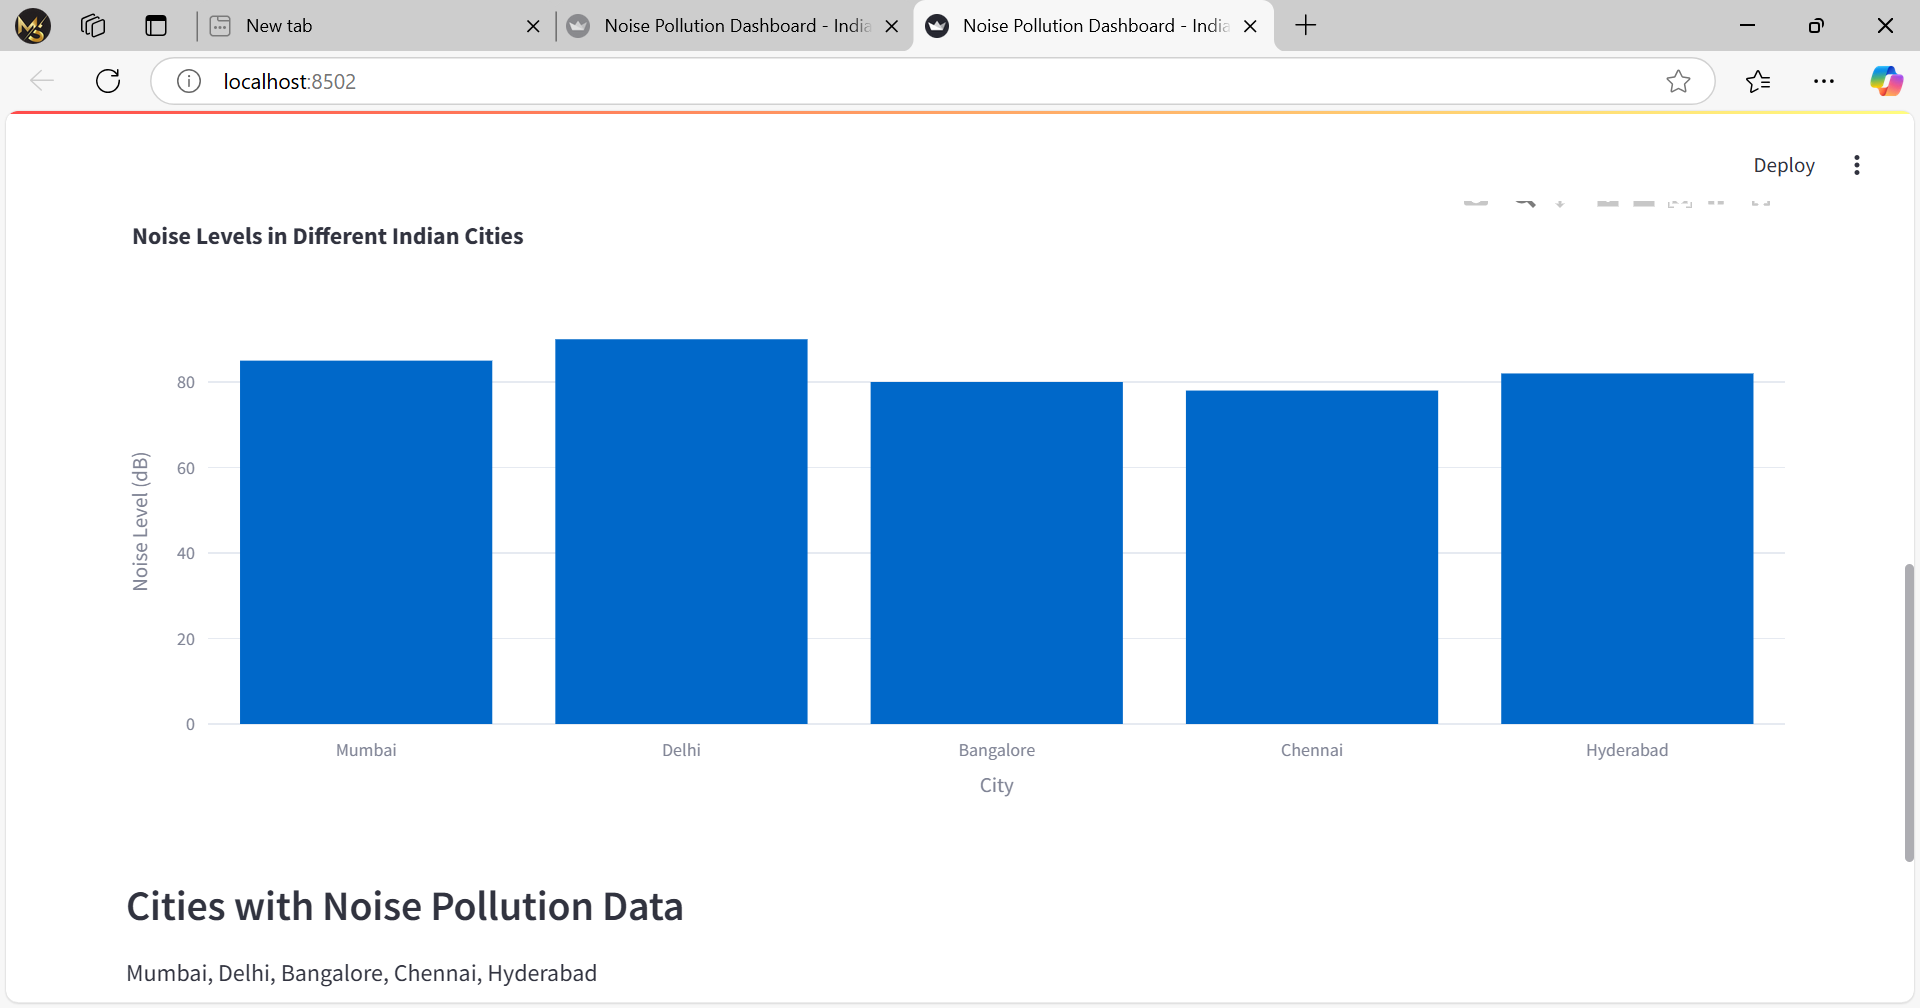 New tab
Noise Pollution Dashboard - India
Noise Pollution Dashboard - India
localhost:8502
Deploy
Noise Levels in Different Indian Cities
80
60
40
20
0
Noise Level (dB)
Mumbai
Delhi
Bangalore
Chennai
Hyderabad
City
Cities with Noise Pollution Data
Mumbai, Delhi, Bangalore, Chennai, Hyderabad